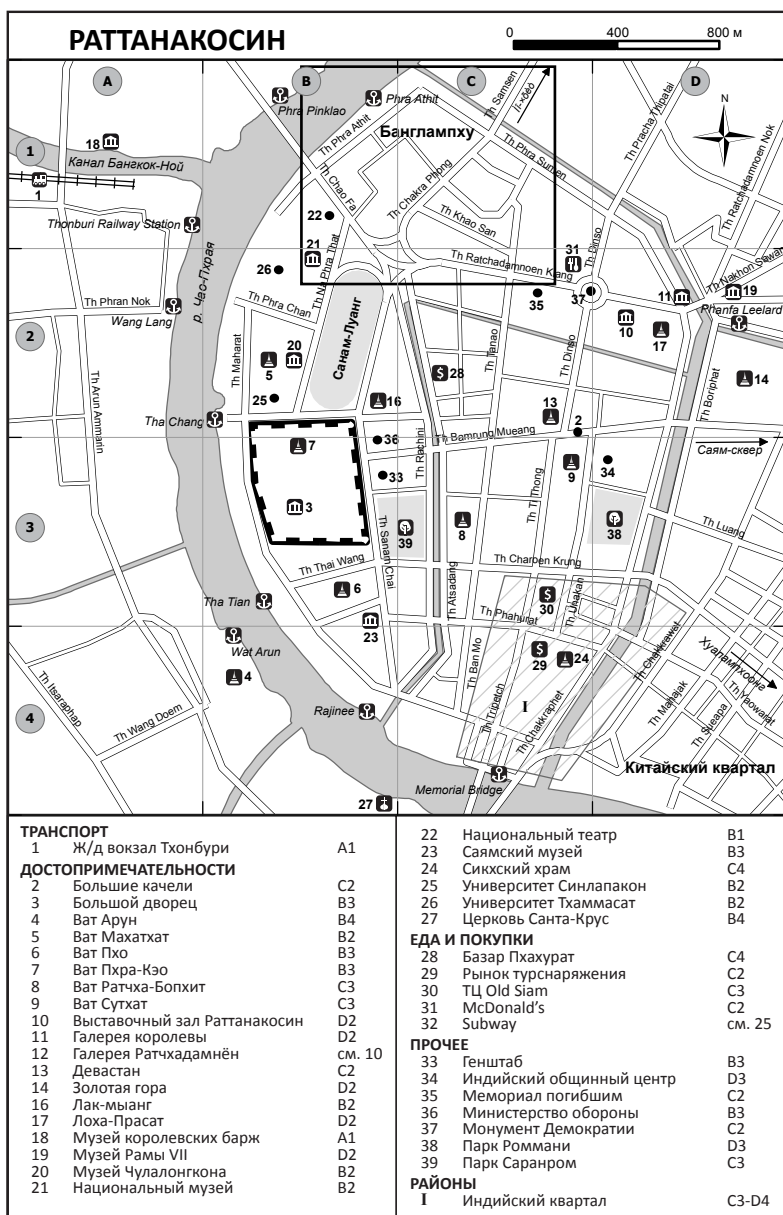 РАТТАНАКОСИН
0 400 800 м
A
B
C
D
N
Phra Pinklao
Phra Athit
Th Samsen
Th Pracha Thipatai
Th Phra Athit
Банглампху
Th Phra Sumen
Th Ratchadamnoen Nok
18
1
Канал Бангкок-Ной
1
Th Chao Fa
Th Chakra Phong
22
Th Khao San
Thonburi Railway Station
21
31
Th Dinso
Th Na Phra That
Th Ratchadamnoen Klang
Th Nakhon Sawan
26
р. Чао-Пхрая
35
37
11
19
Th Phran Nok
Th Phra Chan
Phanfa Leelard
Wang Lang
10
17
2
Санам-Луанг
Th Tanao
Th Dinso
Th Maharat
5
20
28
14
Th Arun Ammarin
25
16
Th Boriphat
Tha Chang
13
2
7
36
Th Rachini
Th Bamrung Mueang
Саям-сквер
33
9
34
3
Th Ti Thong
3
39
8
38
Th Luang
Th Sanam Chai
Th Thai Wang
Th Charoen Krung
6
Th Atsadang
30
Th Unakan
Tha Tian
Th Phahurat
23
Wat Arun
29
24
Th Chakkrawat
Хуалампхонг
4
Th Ban Mo
Th Itsaraphap
Th Yaowarat
4
Rajinee
I
Th Mahajak
Th Wang Doem
Th Tripetch
Th Chakkraphet
Th Sueapa
Китайский квартал
Memorial Bridge
27
ТРАНСПОРТ
1 Ж/д вокзал Тхонбури A1
ДОСТОПРИМЕЧАТЕЛЬНОСТИ
2 Большие качели C2
3 Большой дворец B3
4 Ват Арун B4
5 Ват Махатхат B2
6 Ват Пхо B3
7 Ват Пхра-Кэо B3
8 Ват Ратчха-Бопхит C3
9 Ват Сутхат C3
10 Выставочный зал Раттанакосин D2
11 Галерея королевы D2
12 Галерея Ратчхадамнён см. 10
13 Девастан C2
14 Золотая гора D2
16 Лак-мыанг B2
17 Лоха-Прасат D2
18 Музей королевских барж A1
19 Музей Рамы VII D2
20 Музей Чулалонгкона B2
21 Национальный музей B2
22 Национальный театр B1
23 Саямский музей B3
24 Сикхский храм C4
25 Университет Синлапакон B2
26 Университет Тхаммасат B2
27 Церковь Санта-Крус B4
ЕДА И ПОКУПКИ
28 Базар Пхахурат C4
29 Рынок турснаряжения C2
30 ТЦ Old Siam C3
31 McDonald's C2
32 Subway см. 25
ПРОЧЕЕ
33 Генштаб B3
34 Индийский общинный центр D3
35 Мемориал погибшим C2
36 Министерство обороны B3
37 Монумент Демократии C2
38 Парк Роммани D3
39 Парк Саранром C3
РАЙОНЫ
I Индийский квартал C3-D4